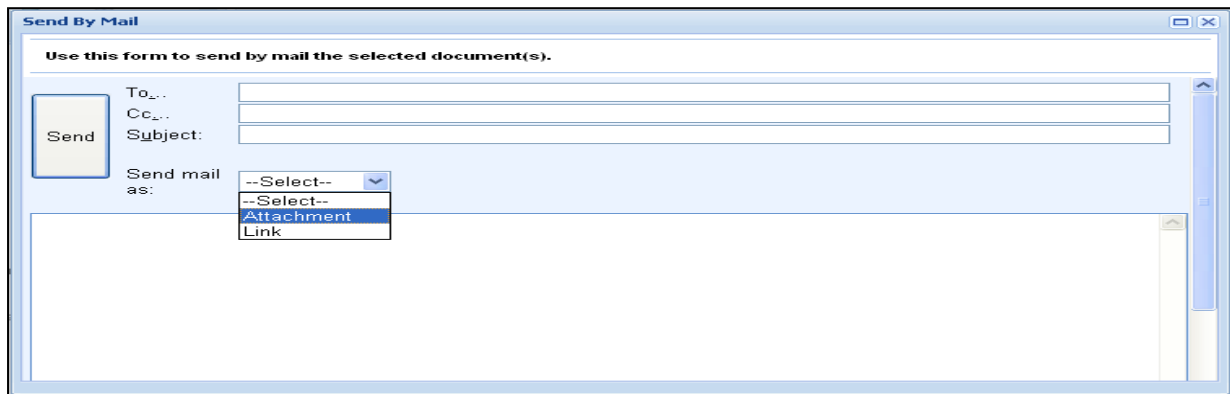 Send By Mail
Use this form to send by mail the selected document(s).
To...
Cc...
Send
Subject:
Send mail
as:
--Select--
--Select--
Attachment
Link